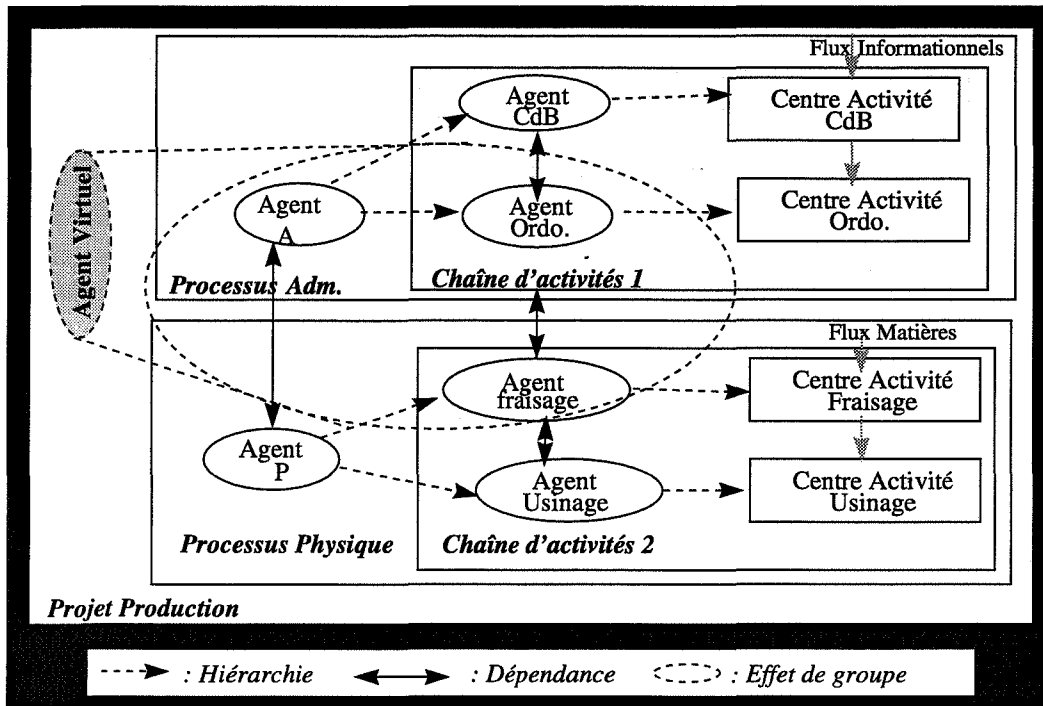 Flux Informationnels
Agent
CdB
Centre Activité
CdB
Agent Virtuel
Agent
A
Agent
Ordo.
Centre Activité
Ordo.
Processus Adm.
Chaîne d'activités 1
Flux Matières
Agent
fraisage
Centre Activité
Fraisage
Agent
P
Agent
Usinage
Centre Activité
Usinage
Processus Physique
Chaîne d'activités 2
Projet Production
: Hiérarchie
: Dépendance
: Effet de groupe